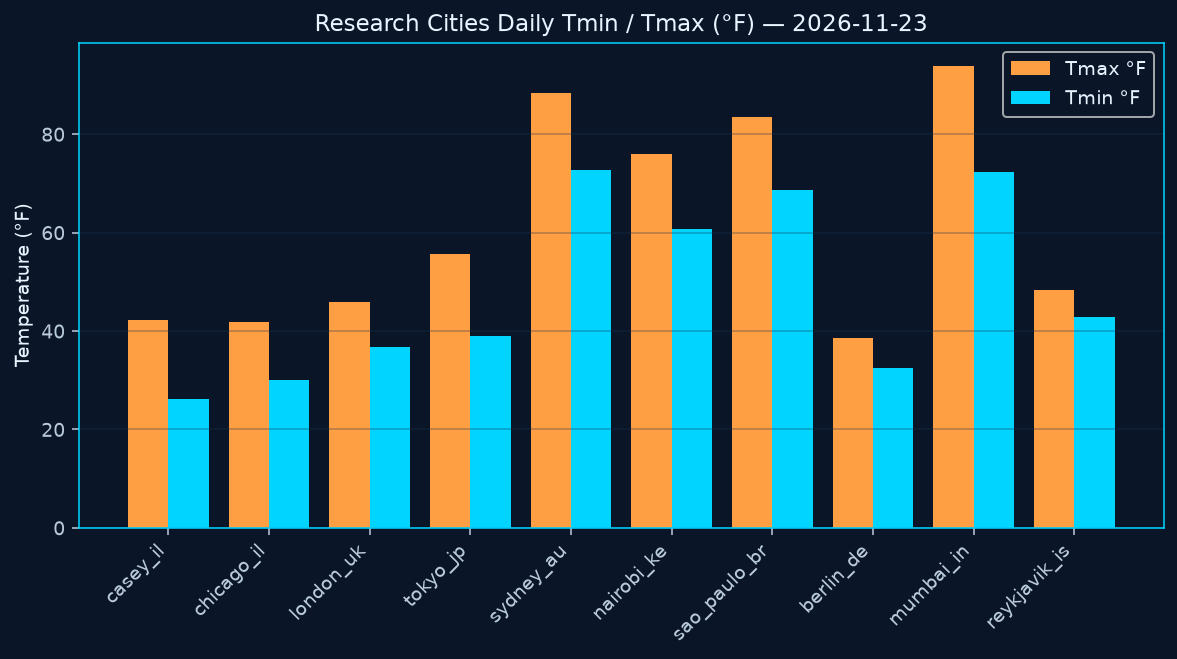 Research Cities Daily Tmin / Tmax (°F) — 2026-11-23
Tmax °F
Tmin °F
Temperature (°F)
80
60
40
20
0
casey_il
chicago_il
london_uk
tokyo_jp
sydney_au
nairobi_ke
sao_paulo_br
berlin_de
mumbai_in
reykjavik_is